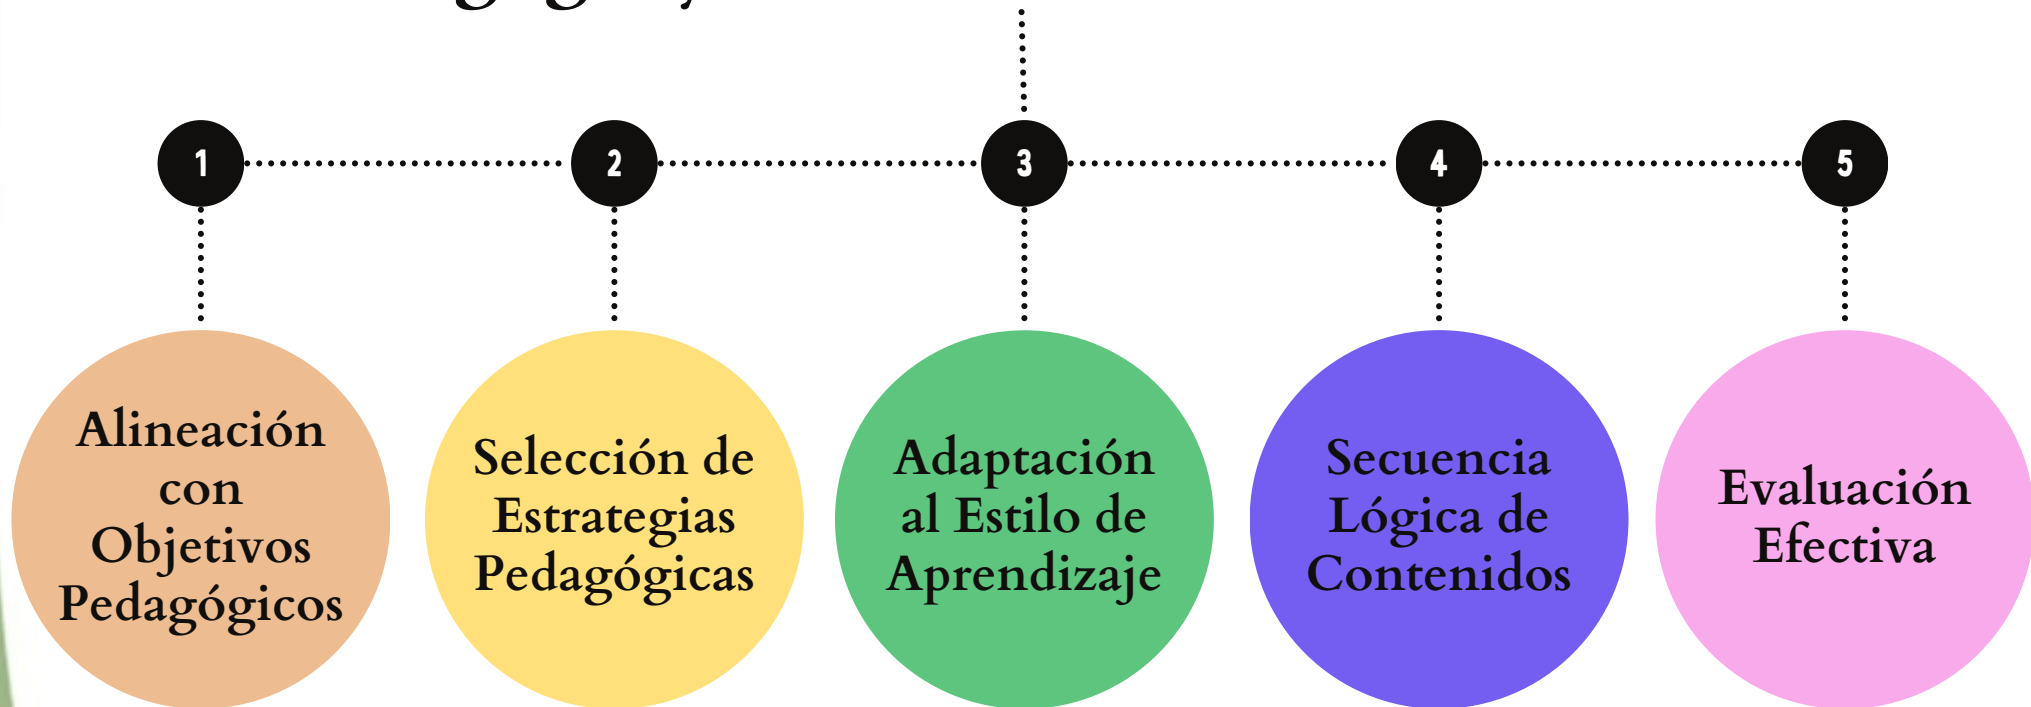 1
2
3
4
5
Alineación
con
Objetivos
Pedagógicos
Selección de
Estrategias
Pedagógicas
Adaptación
al Estilo de
Aprendizaje
Secuencia
Lógica de
Contenidos
Evaluación
Efectiva